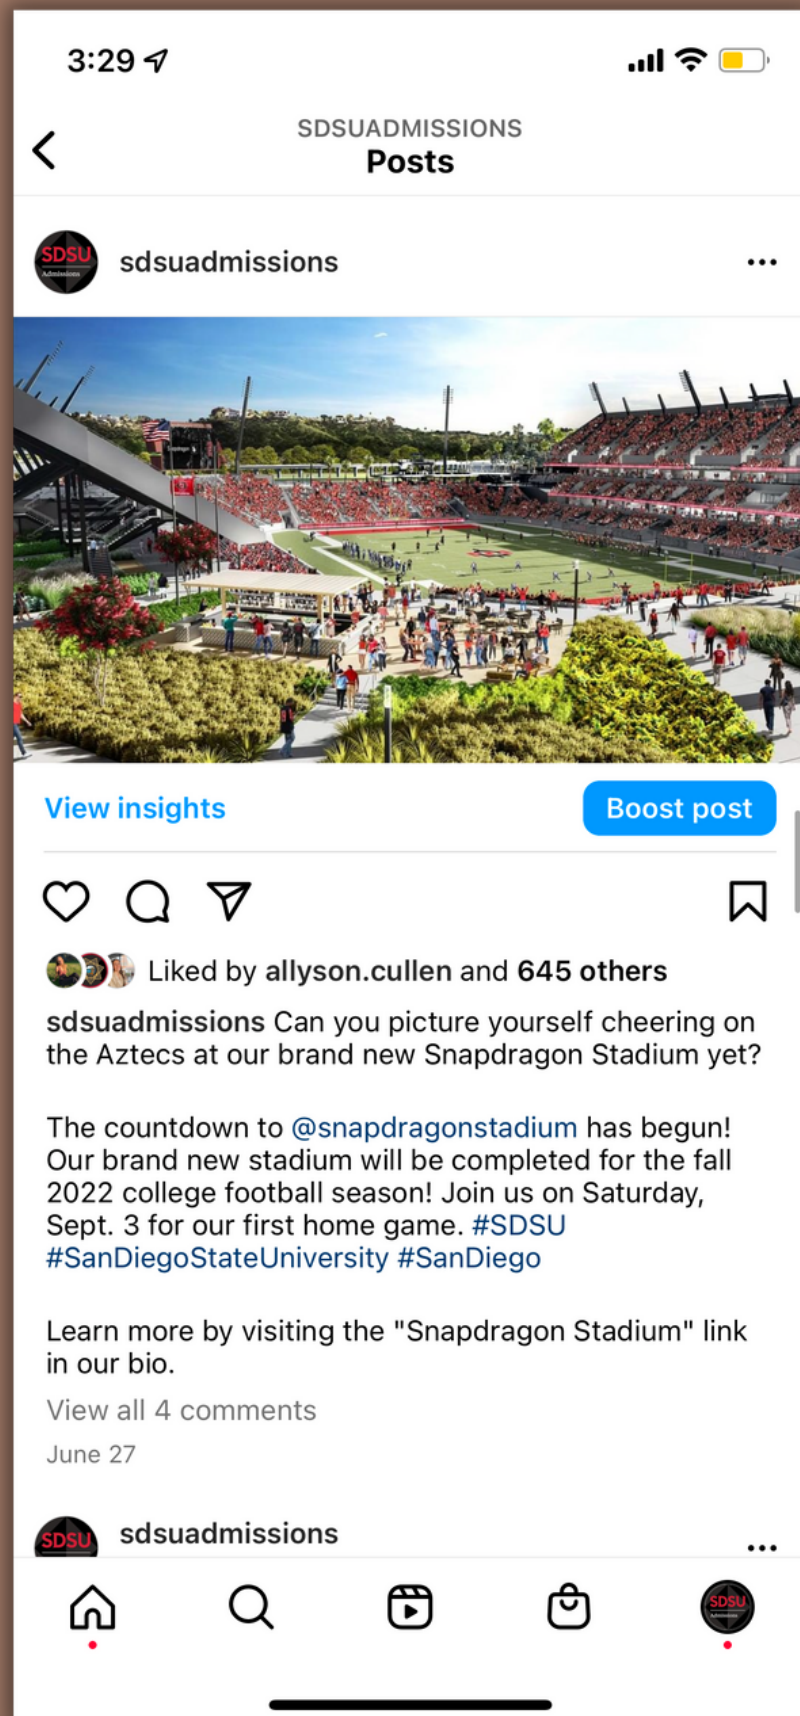 3:29
SDSUADMISSIONS
Posts
SDSU
Admissions
sdsuadmissions
View insights
Boost post
Liked by allyson.cullen and 645 others
sdsuadmissions Can you picture yourself cheering on
the Aztecs at our brand new Snapdragon Stadium yet?
The countdown to @snapdragonstadium has begun!
Our brand new stadium will be completed for the fall
2022 college football season! Join us on Saturday,
Sept. 3 for our first home game. #SDSU
#SanDiegoStateUniversity #SanDiego
Learn more by visiting the "Snapdragon Stadium" link
in our bio.
View all 4 comments
June 27
SDSU
sdsuadmissions
SDSU
Admissions